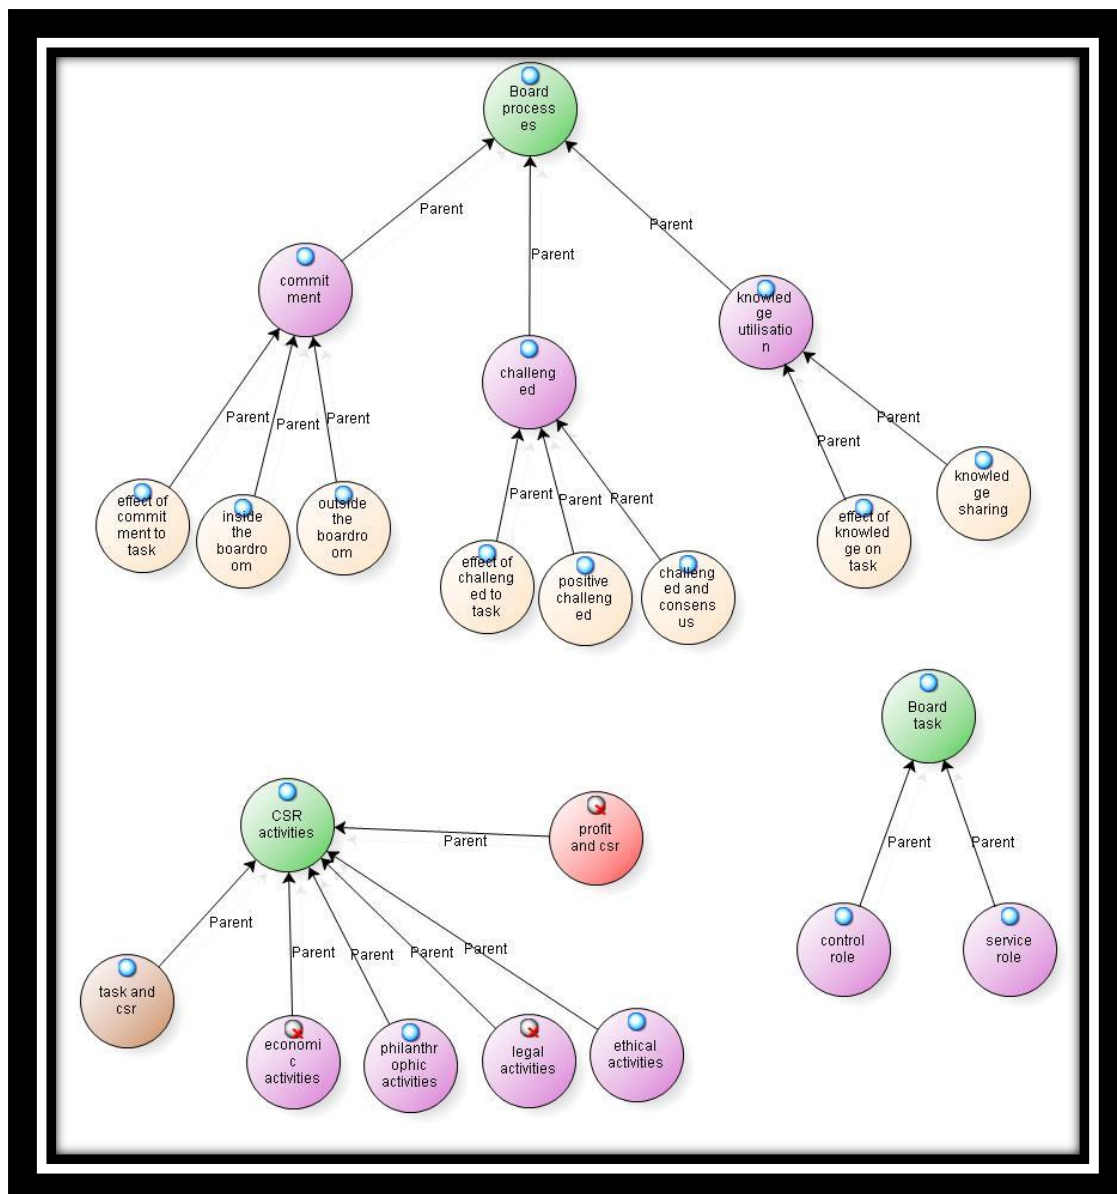 Board
process
es
Parent
Parent
Parent
commit
ment
knowled
ge
utilisatio
n
challeng
ed
Parent
Parent
Parent
Parent
Parent
Parent
Parent
Parent
effect of
commit
ment to
task
inside
the
boardro
om
outside
the
boardro
om
effect of
challeng
ed to
task
positive
challeng
ed
challeng
ed and
consens
us
effect of
knowled
ge on
task
knowled
ge
sharing
Board
task
Parent
Parent
control
role
service
role
CSR
activities
profit
and csr
Parent
Parent
Parent
Parent
Parent
Parent
task and
csr
economi
c
activities
philanthr
ophic
activities
legal
activities
ethical
activities